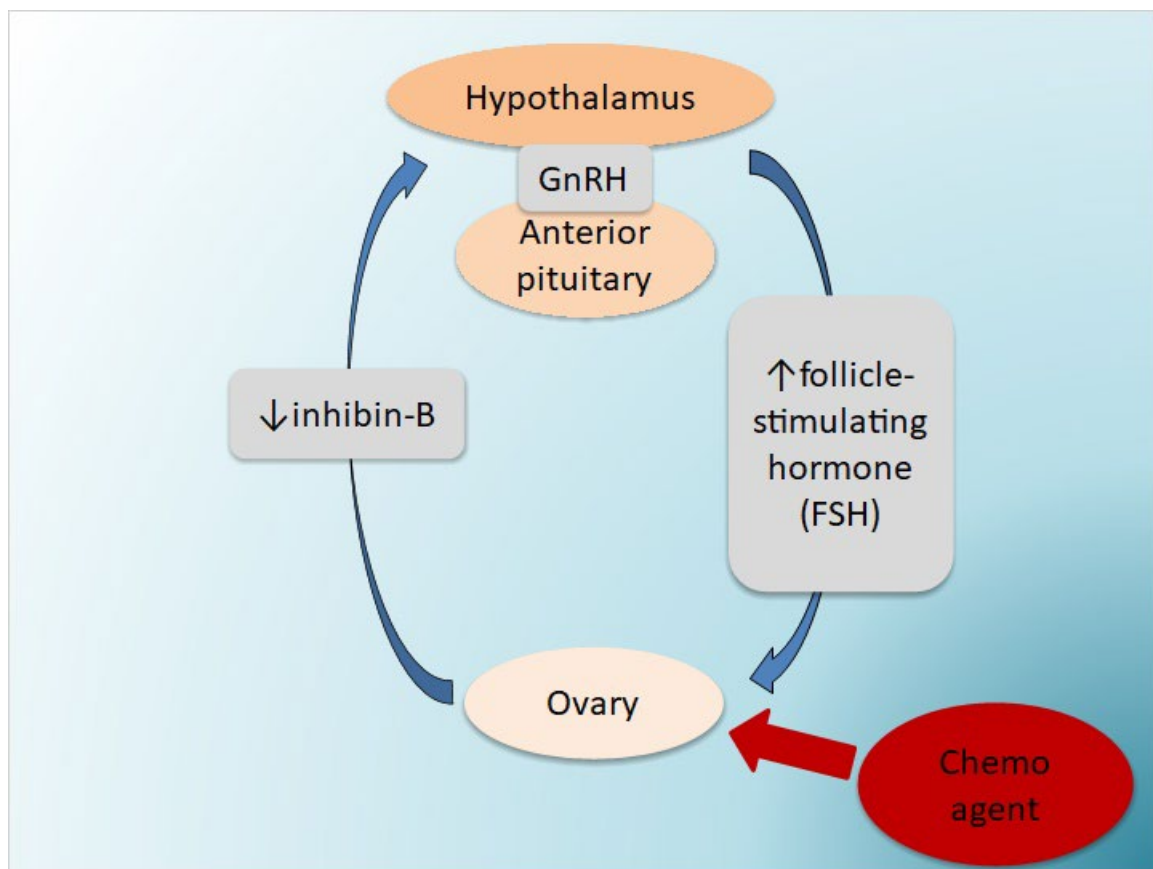 Hypothalamus
GnRH
Anterior
pituitary
↑follicle-
stimulating
hormone
(FSH)
↓inhibin-B
Ovary
Chemo
agent